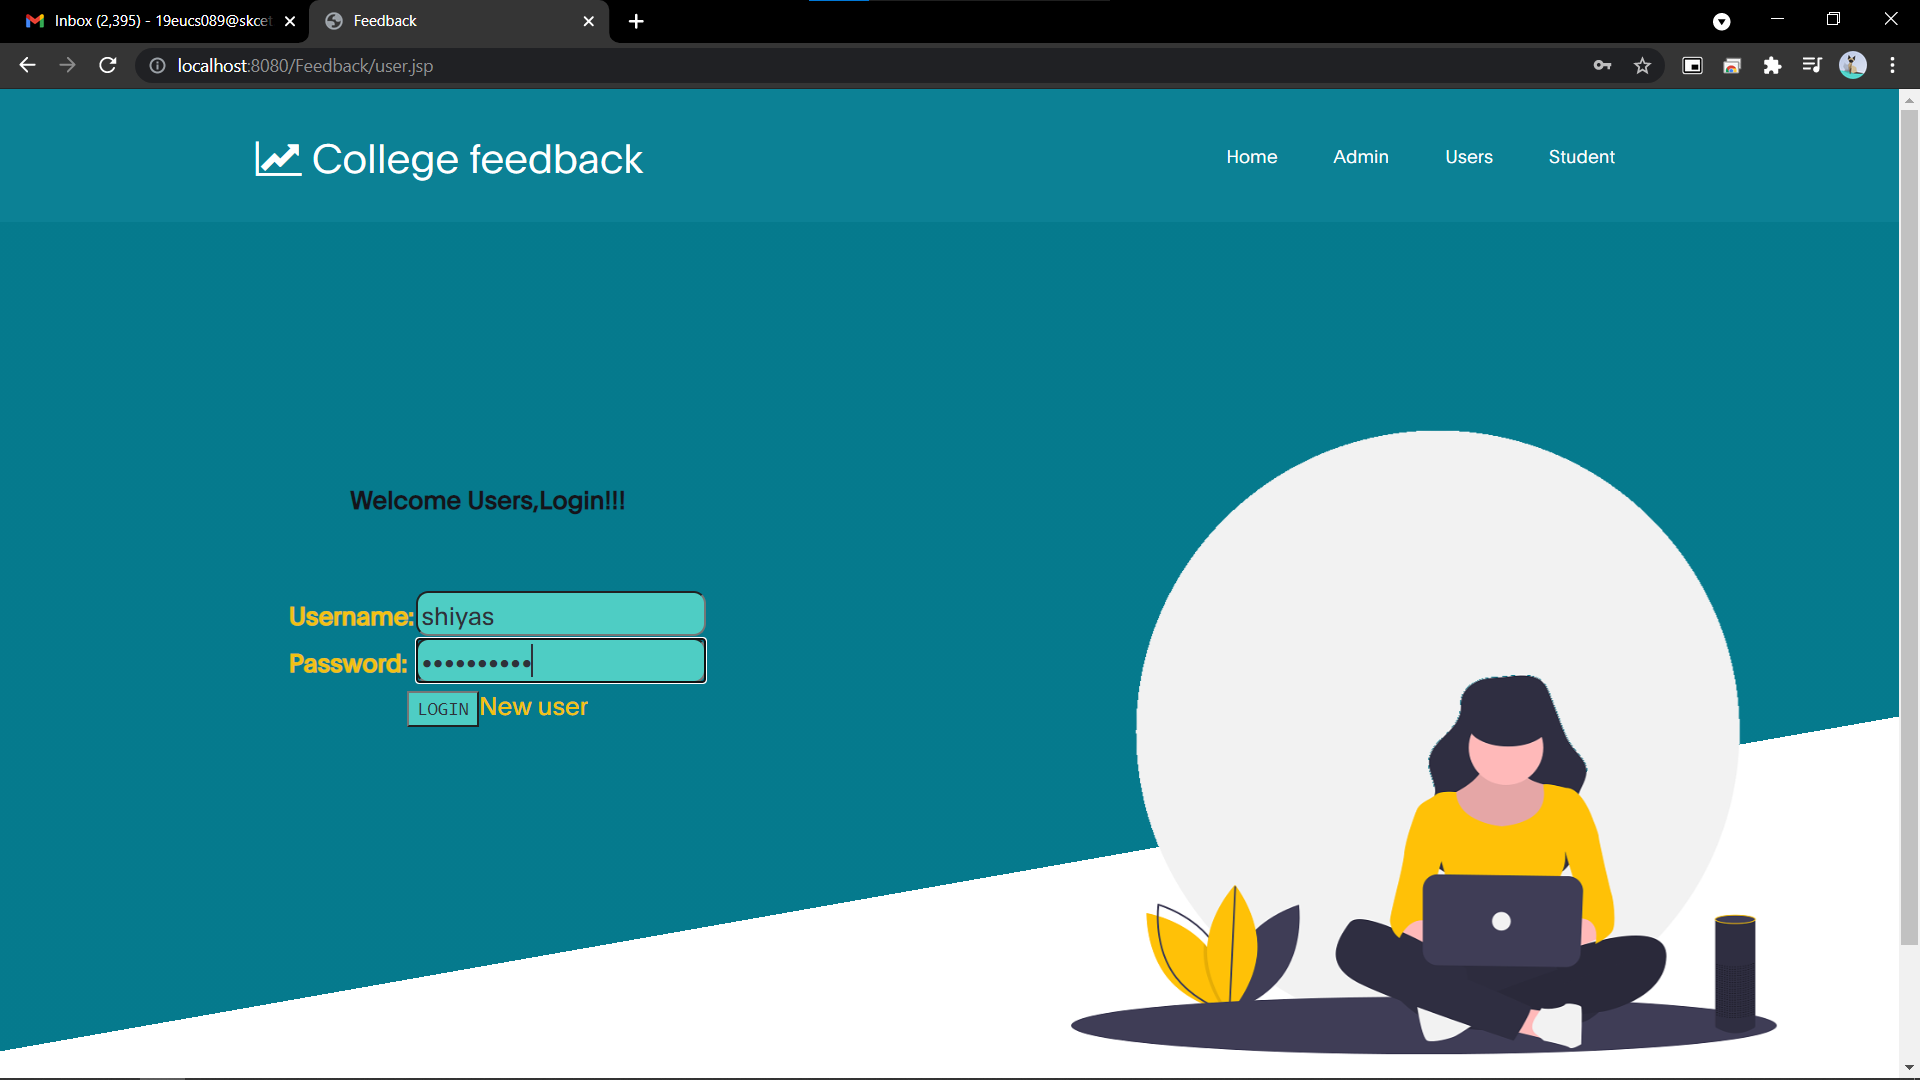 Inbox (2,395) - 19eucs089@skcet
Feedback
localhost:8080/Feedback/user.jsp
College feedback
Home Admin Users Student
Welcome Users,Login!!!
Username: shiyas
Password: ••••••••••
LOGIN New user